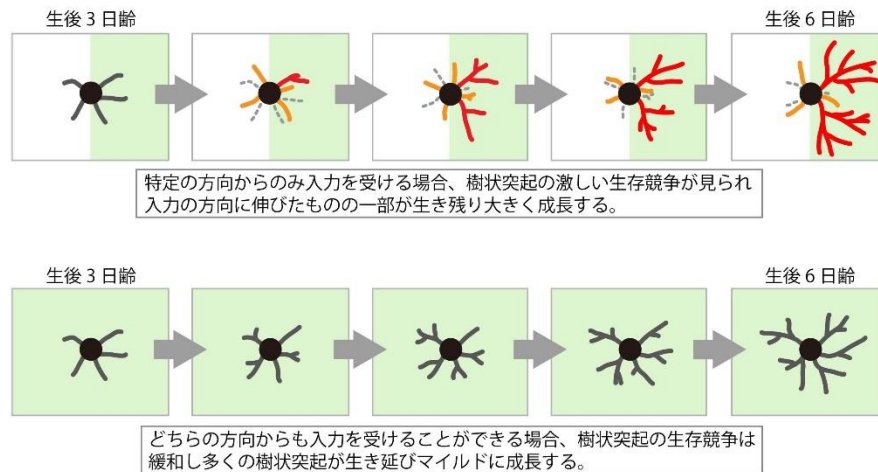 生後 3 日齢
生後 6 日齢
特定の方向からのみ入力を受ける場合、樹状突起の激しい生存競争が見られ
入力の方向に伸びたものの一部が生き残り大きく成長する。
生後 3 日齢
生後 6 日齢
どちらの方向からも入力を受けることができる場合、樹状突起の生存競争は
緩和し多くの樹状突起が生き延びマイルドに成長する。